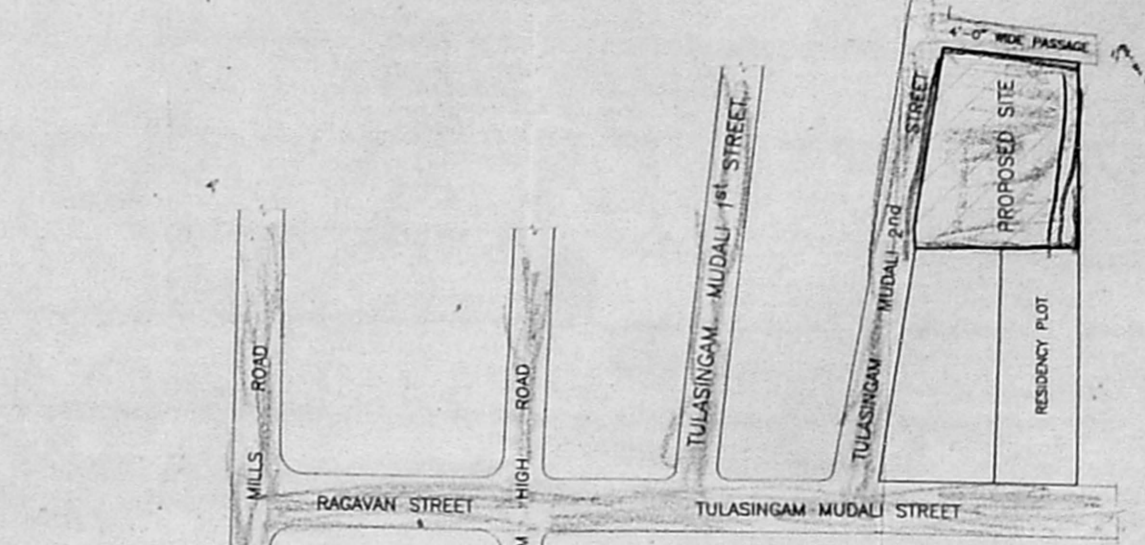 4'-0" WIDE PASSAGE
TULASINGAM MUDALI 1st STREET
TULASINGAM MUDALI 2nd STREET
PROPOSED SITE
RESIDENCY PLOT
MILLS ROAD
HIGH ROAD
M
RAGAVAN STREET
TULASINGAM MUDALI STREET